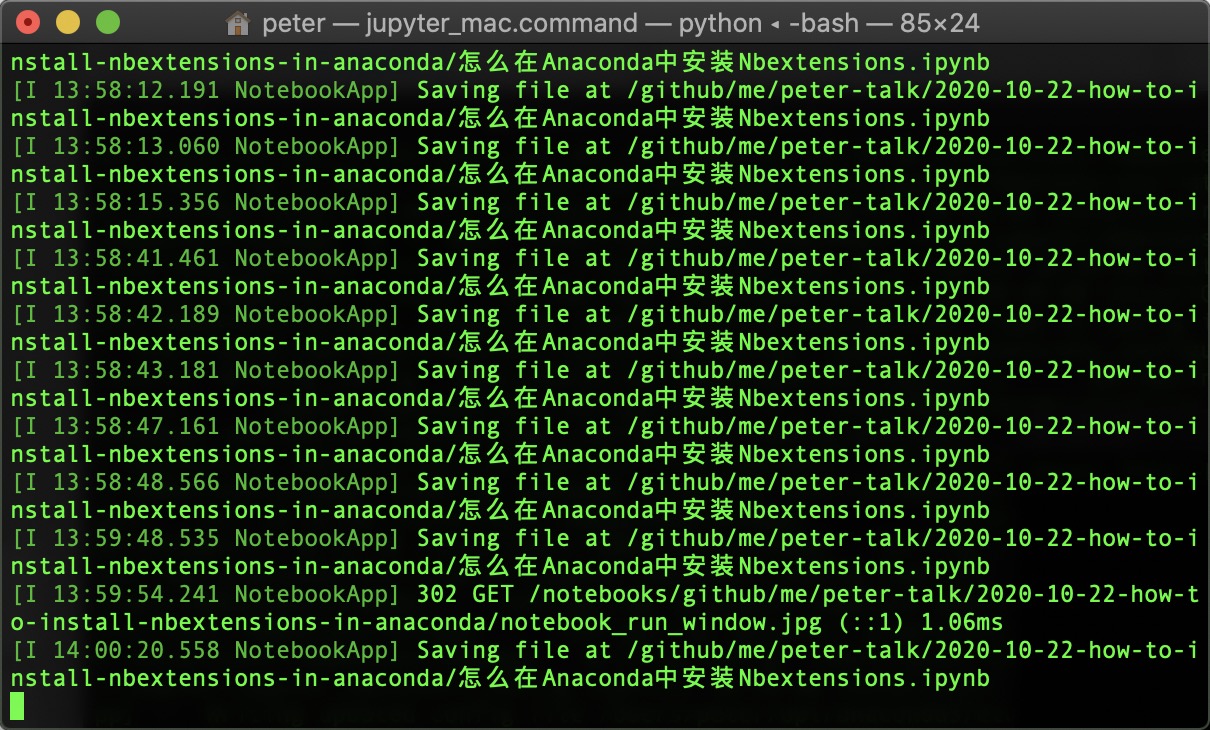 peter — jupyter_mac.command — python ◂ -bash — 85×24
nstall-nbextensions-in-anaconda/怎么在Anaconda中安装Nbextensions.ipynb
[I 13:58:12.191 NotebookApp] Saving file at /github/me/peter-talk/2020-10-22-how-to-i
nstall-nbextensions-in-anaconda/怎么在Anaconda中安装Nbextensions.ipynb
[I 13:58:13.060 NotebookApp] Saving file at /github/me/peter-talk/2020-10-22-how-to-i
nstall-nbextensions-in-anaconda/怎么在Anaconda中安装Nbextensions.ipynb
[I 13:58:15.356 NotebookApp] Saving file at /github/me/peter-talk/2020-10-22-how-to-i
nstall-nbextensions-in-anaconda/怎么在Anaconda中安装Nbextensions.ipynb
[I 13:58:41.461 NotebookApp] Saving file at /github/me/peter-talk/2020-10-22-how-to-i
nstall-nbextensions-in-anaconda/怎么在Anaconda中安装Nbextensions.ipynb
[I 13:58:42.189 NotebookApp] Saving file at /github/me/peter-talk/2020-10-22-how-to-i
nstall-nbextensions-in-anaconda/怎么在Anaconda中安装Nbextensions.ipynb
[I 13:58:43.181 NotebookApp] Saving file at /github/me/peter-talk/2020-10-22-how-to-i
nstall-nbextensions-in-anaconda/怎么在Anaconda中安装Nbextensions.ipynb
[I 13:58:47.161 NotebookApp] Saving file at /github/me/peter-talk/2020-10-22-how-to-i
nstall-nbextensions-in-anaconda/怎么在Anaconda中安装Nbextensions.ipynb
[I 13:58:48.566 NotebookApp] Saving file at /github/me/peter-talk/2020-10-22-how-to-i
nstall-nbextensions-in-anaconda/怎么在Anaconda中安装Nbextensions.ipynb
[I 13:59:48.535 NotebookApp] Saving file at /github/me/peter-talk/2020-10-22-how-to-i
nstall-nbextensions-in-anaconda/怎么在Anaconda中安装Nbextensions.ipynb
[I 13:59:54.241 NotebookApp] 302 GET /notebooks/github/me/peter-talk/2020-10-22-how-t
o-install-nbextensions-in-anaconda/notebook_run_window.jpg (::1) 1.06ms
[I 14:00:20.558 NotebookApp] Saving file at /github/me/peter-talk/2020-10-22-how-to-i
nstall-nbextensions-in-anaconda/怎么在Anaconda中安装Nbextensions.ipynb